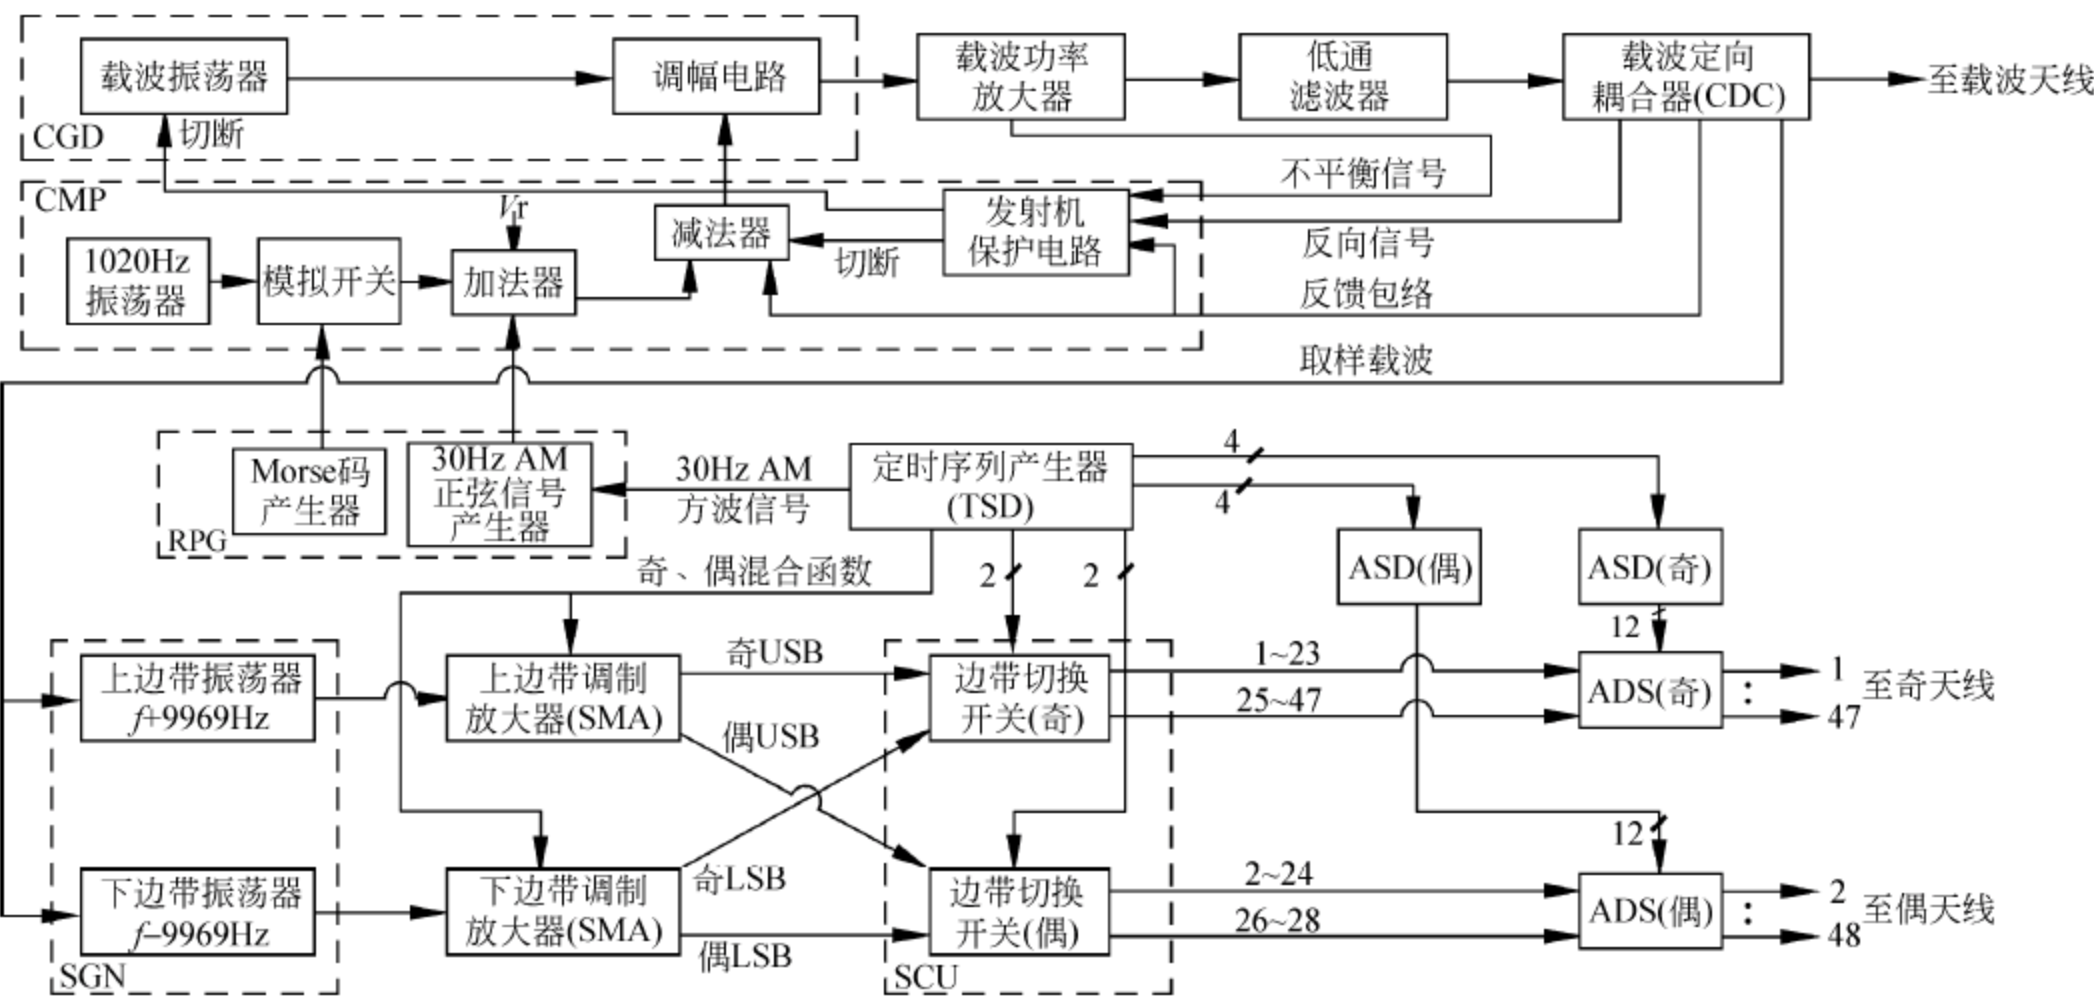 载波振荡器
调幅电路
载波功率
放大器
低通
滤波器
载波定向
耦合器(CDC)
至载波天线
CGD
切断
不平衡信号
CMP
Vr
减法器
发射机
保护电路
切断
反向信号
1020Hz
振荡器
模拟开关
加法器
反馈包络
取样载波
Morse码
产生器
30Hz AM
正弦信号
产生器
RPG
30Hz AM
方波信号
定时序列产生器
(TSD)
4
4
ASD(偶)
ASD(奇)
奇、偶混合函数
2
2
12
上边带振荡器
f+9969Hz
上边带调制
放大器(SMA)
奇USB
偶USB
边带切换
开关(奇)
1~23
25~47
ADS(奇)
1
:
47
至奇天线
12
下边带振荡器
f–9969Hz
SGN
下边带调制
放大器(SMA)
奇LSB
偶LSB
边带切换
开关(偶)
SCU
2~24
26~28
ADS(偶)
2
:
48
至偶天线